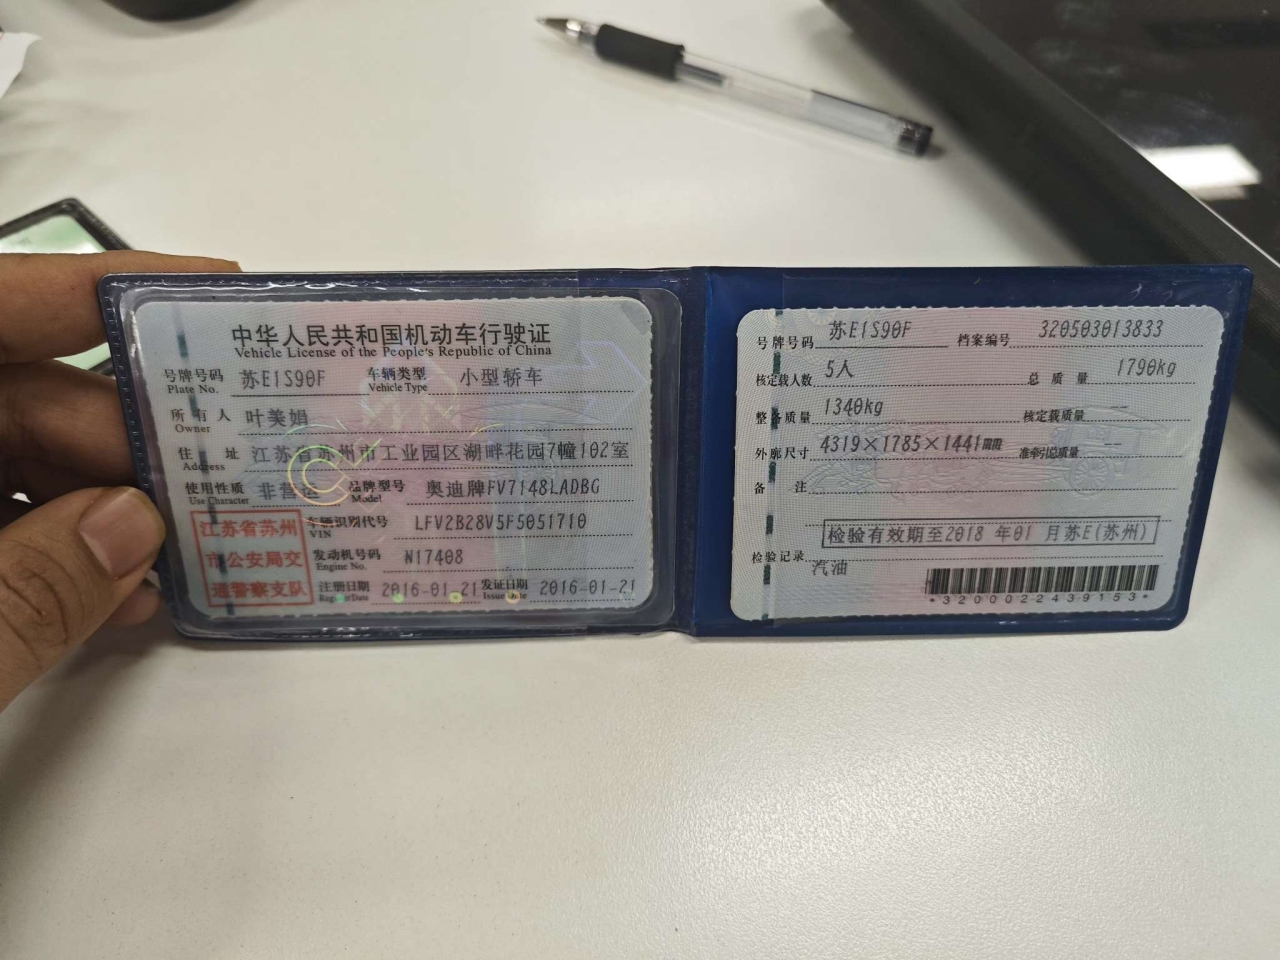 中华人民共和国机动车行驶证
Vehicle License of the People's Republic of China
号牌号码 苏E1S90F 车辆类型 小型轿车
Plate No. Vehicle Type
所有人 叶美娟
Owner
住址 江苏省苏州市工业园区湖畔花园7幢102室
Address
使用性质 非营运 品牌型号 奥迪牌FV7148LADBG
Use Character Model
江苏省苏州
市公安局交
通警察支队
车辆识别代号 LFV2B28V5F5051710
VIN
发动机号码 N17408
Engine No.
注册日期 2016-01-21 发证日期 2016-01-21
Register Date Issue Date
号牌号码 苏E1S90F 档案编号 320503013833
核定载人数 5人 总质量 1790kg
整备质量 1340kg 核定载质量 --
外廓尺寸 4319×1785×1441 准牵引总质量 --
备注
检验有效期至2018 年01 月苏E(苏州)
检验记录
汽油
*3200022439153*